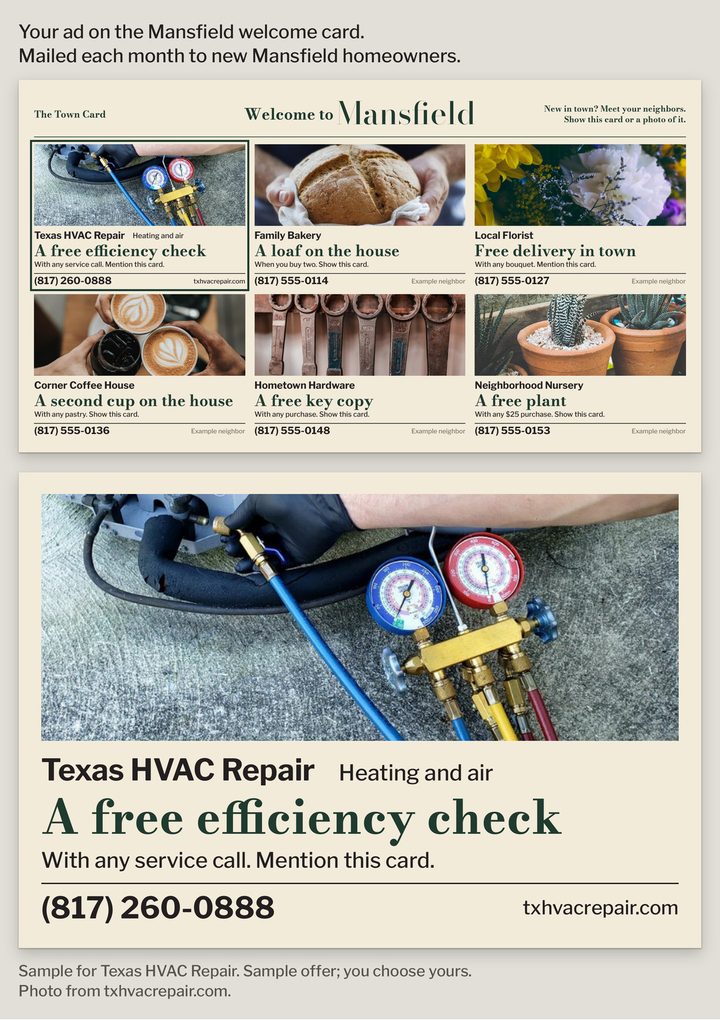 Your ad on the Mansfield welcome card.
Mailed each month to new Mansfield homeowners.
The Town Card
Welcome to Mansfield
New in town? Meet your neighbors.
Show this card or a photo of it.
Texas HVAC Repair Heating and air
A free efficiency check
With any service call. Mention this card.
(817) 260-0888 txhvacrepair.com
Family Bakery
A loaf on the house
When you buy two. Show this card.
(817) 555-0114 Example neighbor
Local Florist
Free delivery in town
With any bouquet. Mention this card.
(817) 555-0127 Example neighbor
Corner Coffee House
A second cup on the house
With any pastry. Show this card.
(817) 555-0136 Example neighbor
Hometown Hardware
A free key copy
With any purchase. Show this card.
(817) 555-0148 Example neighbor
Neighborhood Nursery
A free plant
With any $25 purchase. Show this card.
(817) 555-0153 Example neighbor
Texas HVAC Repair Heating and air
A free efficiency check
With any service call. Mention this card.
(817) 260-0888 txhvacrepair.com
Sample for Texas HVAC Repair. Sample offer; you choose yours.
Photo from txhvacrepair.com.